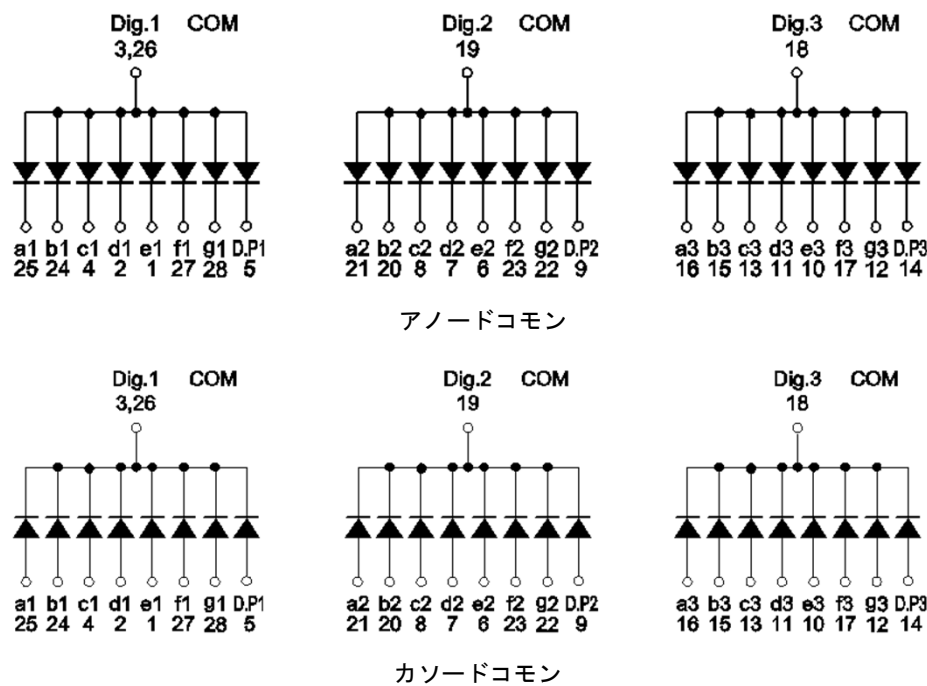 Dig.1 COM Dig.2 COM Dig.3 COM
3,26 19 18
a1 b1 c1 d1 e1 f1 g1 D.P1 a2 b2 c2 d2 e2 f2 g2 D.P2 a3 b3 c3 d3 e3 f3 g3 D.P3
25 24 4 2 1 27 28 5 21 20 8 7 6 23 22 9 16 15 13 11 10 17 12 14
アノードコモン
Dig.1 COM Dig.2 COM Dig.3 COM
3,26 19 18
a1 b1 c1 d1 e1 f1 g1 D.P1 a2 b2 c2 d2 e2 f2 g2 D.P2 a3 b3 c3 d3 e3 f3 g3 D.P3
25 24 4 2 1 27 28 5 21 20 8 7 6 23 22 9 16 15 13 11 10 17 12 14
カソードコモン